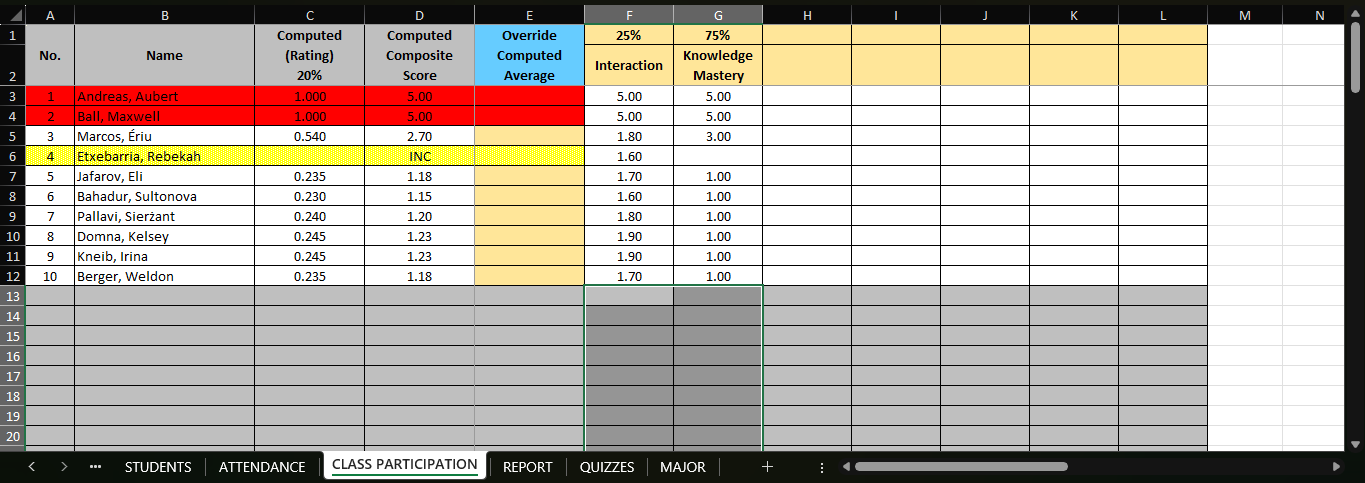 A B C D E F G H I J K L M N
1 No. Name Computed (Rating) 20% Computed Composite Score Override Computed Average 25% 75%
2 Interaction Knowledge Mastery
3 1 Andreas, Aubert 1.000 5.00 5.00 5.00
4 2 Ball, Maxwell 1.000 5.00 5.00 5.00
5 3 Marcos, Ériu 0.540 2.70 1.80 3.00
6 4 Etxebarria, Rebekah INC 1.60
7 5 Jafarov, Eli 0.235 1.18 1.70 1.00
8 6 Bahadur, Sultonova 0.230 1.15 1.60 1.00
9 7 Pallavi, Sierżant 0.240 1.20 1.80 1.00
10 8 Domna, Kelsey 0.245 1.23 1.90 1.00
11 9 Kneib, Irina 0.245 1.23 1.90 1.00
12 10 Berger, Weldon 0.235 1.18 1.70 1.00
13
14
15
16
17
18
19
20
STUDENTS ATTENDANCE CLASS PARTICIPATION REPORT QUIZZES MAJOR